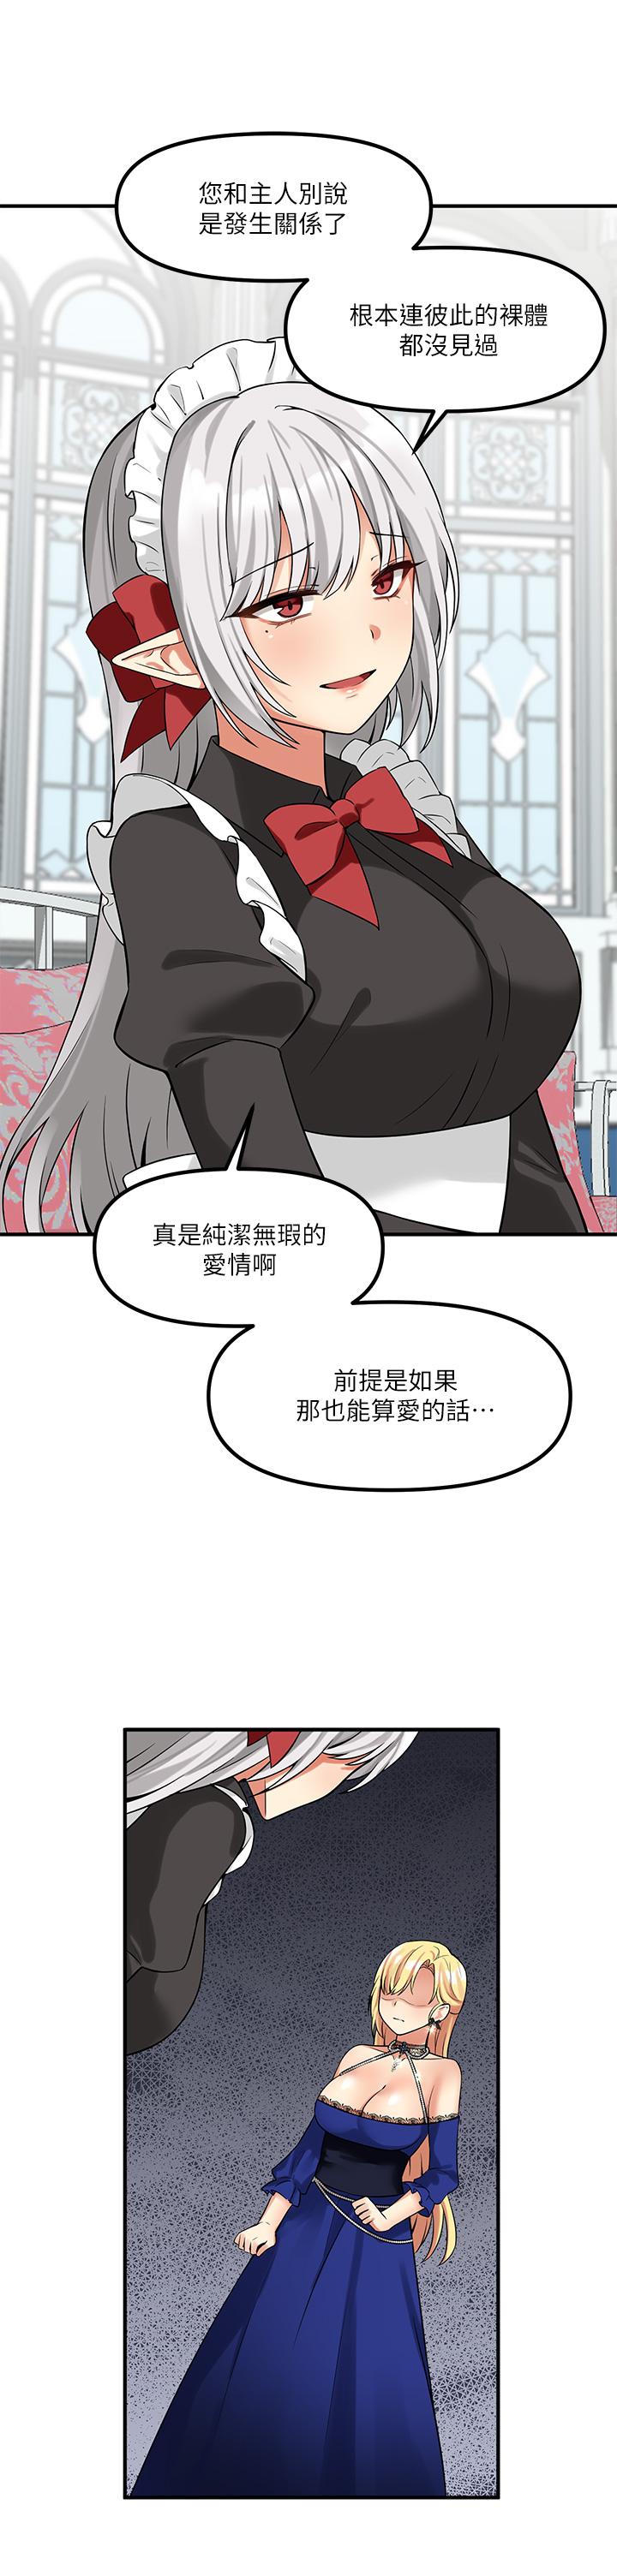 您和主人別說
是發生關係了
根本連彼此的裸體
都沒見過
真是純潔無瑕的
愛情啊
前提是如果
那也能算愛的話…